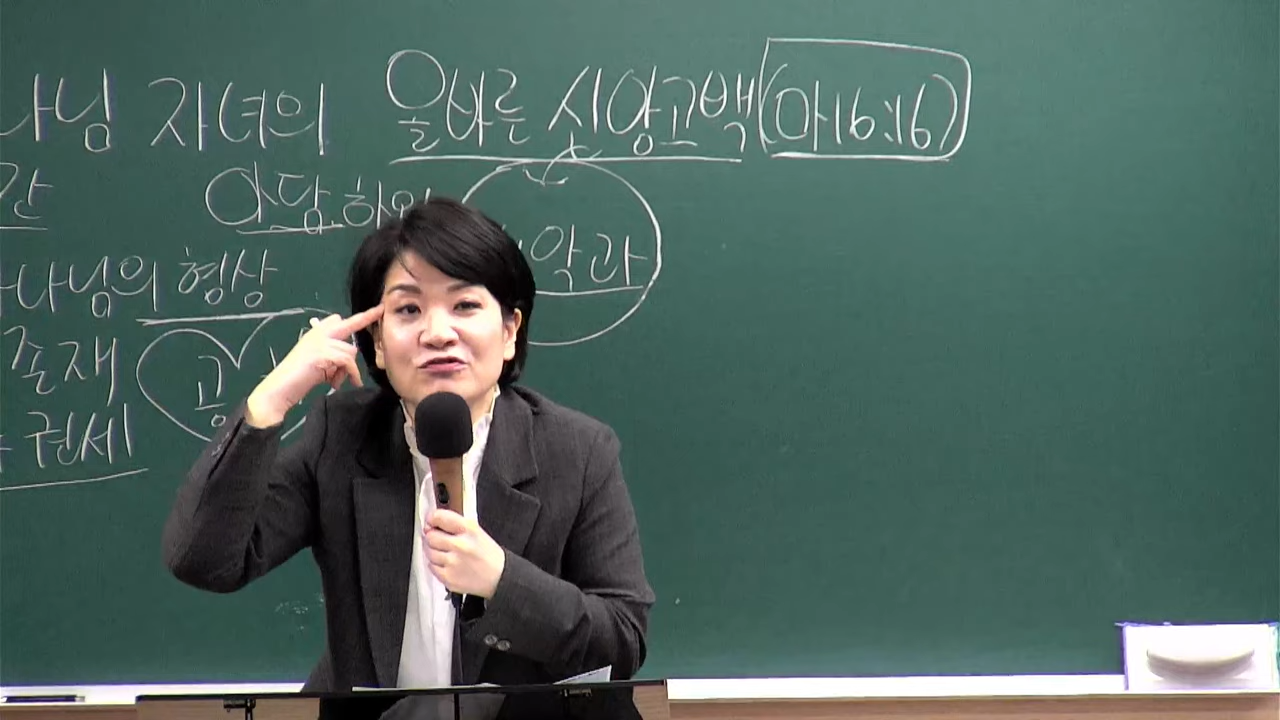 나님 자녀의 올바른 신앙고백 (마16:16)
간 아담, 하와 악과
나님의 형상
존재
권세